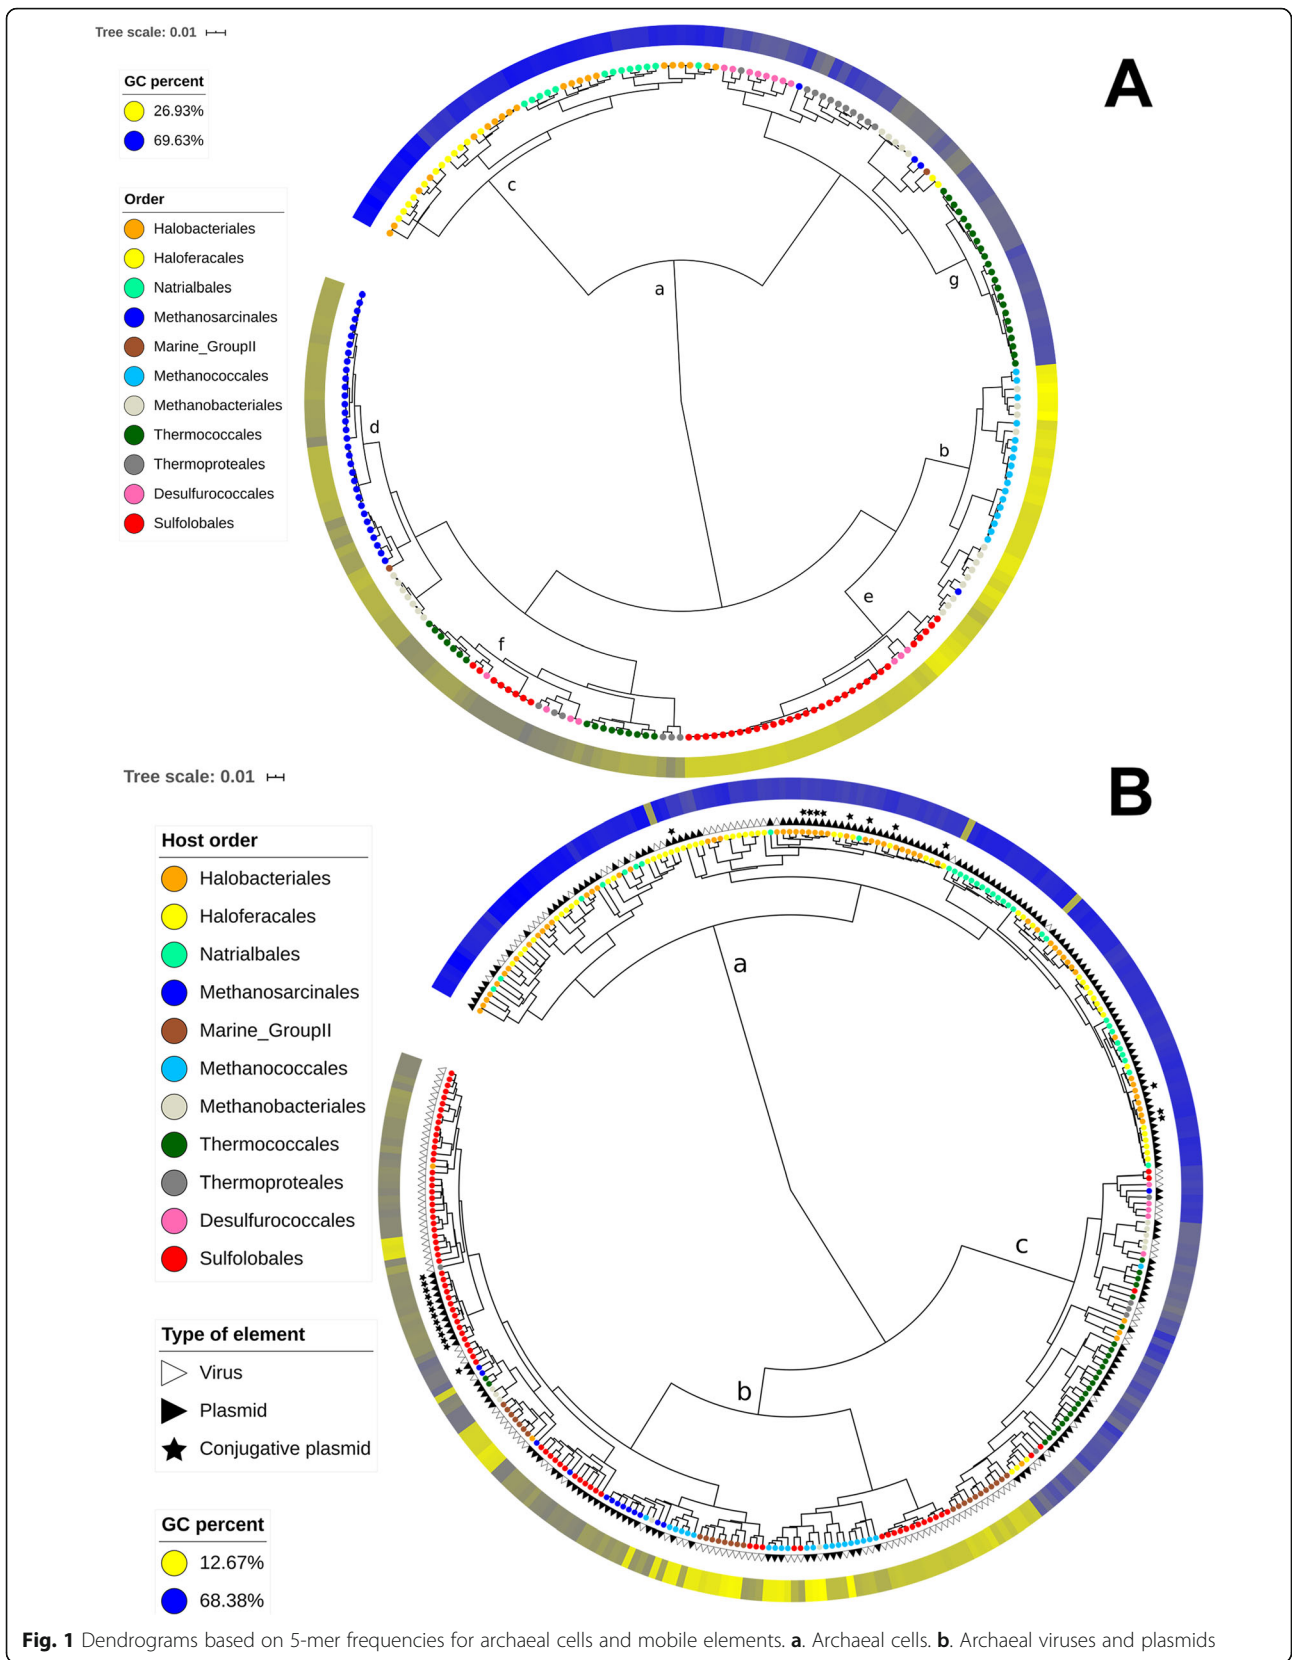 Tree scale: 0.01
A
GC percent
26.93%
69.63%
Order
Halobacteriales
Haloferacales
Natrialbales
Methanosarcinales
Marine_GroupII
Methanococcales
Methanobacteriales
Thermococcales
Thermoproteales
Desulfurococcales
Sulfolobales
c
a
g
d
b
e
f
Tree scale: 0.01
B
Host order
Halobacteriales
Haloferacales
Natrialbales
Methanosarcinales
Marine_GroupII
Methanococcales
Methanobacteriales
Thermococcales
Thermoproteales
Desulfurococcales
Sulfolobales
Type of element
Virus
Plasmid
Conjugative plasmid
GC percent
12.67%
68.38%
a
c
b
Fig. 1 Dendrograms based on 5-mer frequencies for archaeal cells and mobile elements. a. Archaeal cells. b. Archaeal viruses and plasmids